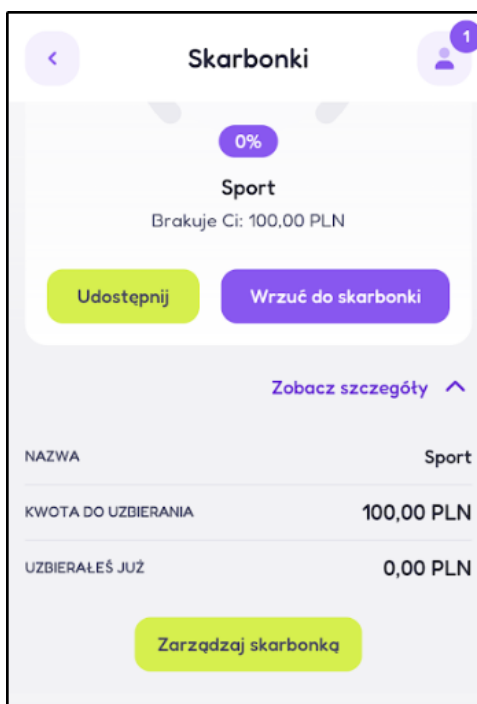 Skarbonki
1
0%
Sport
Brakuje Ci: 100,00 PLN
Udostępnij
Wrzuć do skarbonki
Zobacz szczegóły
NAZWA Sport
KWOTA DO UZBIERANIA 100,00 PLN
UZBIERAŁEŚ JUŻ 0,00 PLN
Zarządzaj skarbonką